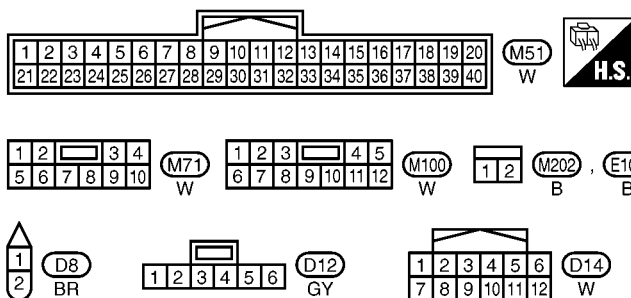 1 2 3 4 5 6 7 8 9 10 11 12 13 14 15 16 17 18 19 20
21 22 23 24 25 26 27 28 29 30 31 32 33 34 35 36 37 38 39 40
M51
W
H.S.
1 2 3 4
5 6 7 8 9 10
M71
W
1 2 3 4 5
6 7 8 9 10 11 12
M100
W
1 2
M202 , E10
B B
1
2
D8
BR
1 2 3 4 5 6
D12
GY
1 2 3 4 5 6
7 8 9 10 11 12
D14
W